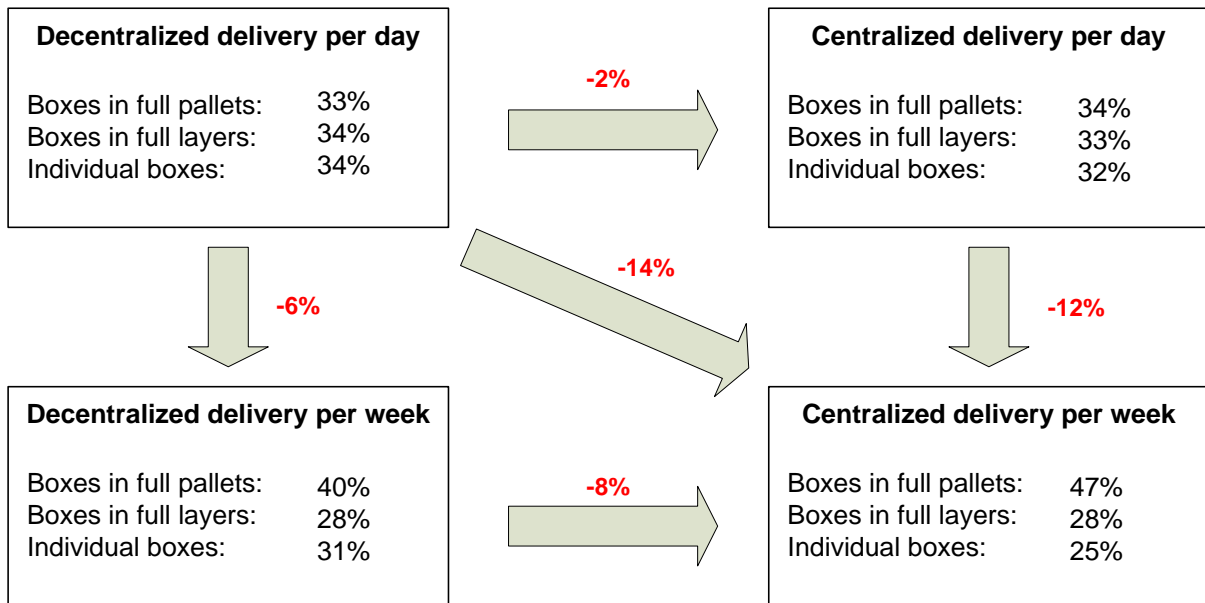 Decentralized delivery per day
Boxes in full pallets: 33%
Boxes in full layers: 34%
Individual boxes: 34%
-2%
Centralized delivery per day
Boxes in full pallets: 34%
Boxes in full layers: 33%
Individual boxes: 32%
-6%
-14%
-12%
Decentralized delivery per week
Boxes in full pallets: 40%
Boxes in full layers: 28%
Individual boxes: 31%
-8%
Centralized delivery per week
Boxes in full pallets: 47%
Boxes in full layers: 28%
Individual boxes: 25%